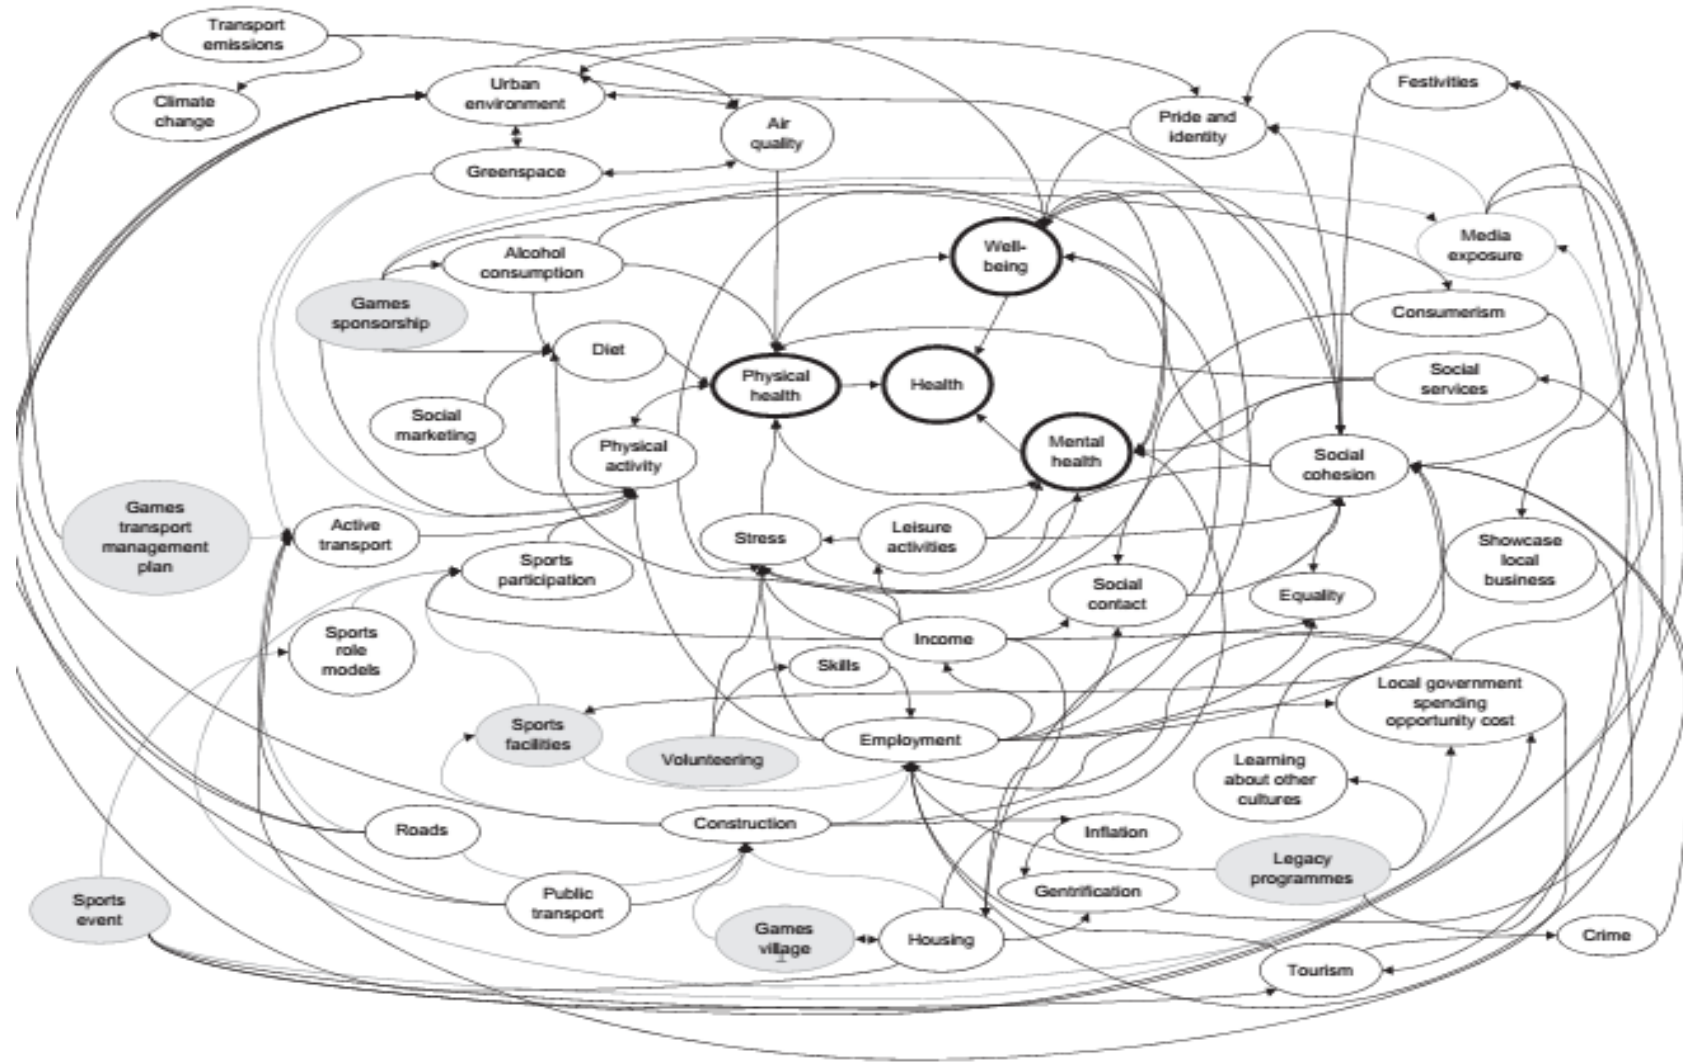 Transport
emissions
Climate
change
Urban
environment
Greenspace
Air
quality
Pride and
identity
Festivities
Media
exposure
Alcohol
consumption
Games
sponsorship
Well-
being
Consumerism
Diet
Physical
health
Health
Social
services
Social
marketing
Physical
activity
Mental
health
Social
cohesion
Games
transport
management
plan
Active
transport
Stress
Leisure
activities
Showcase
local
business
Sports
participation
Social
contact
Equality
Sports
role
models
Income
Skills
Local government
spending
opportunity cost
Sports
facilities
Volunteering
Employment
Learning
about other
cultures
Roads
Construction
Inflation
Legacy
programmes
Gentrification
Sports
event
Public
transport
Games
village
Housing
Crime
Tourism